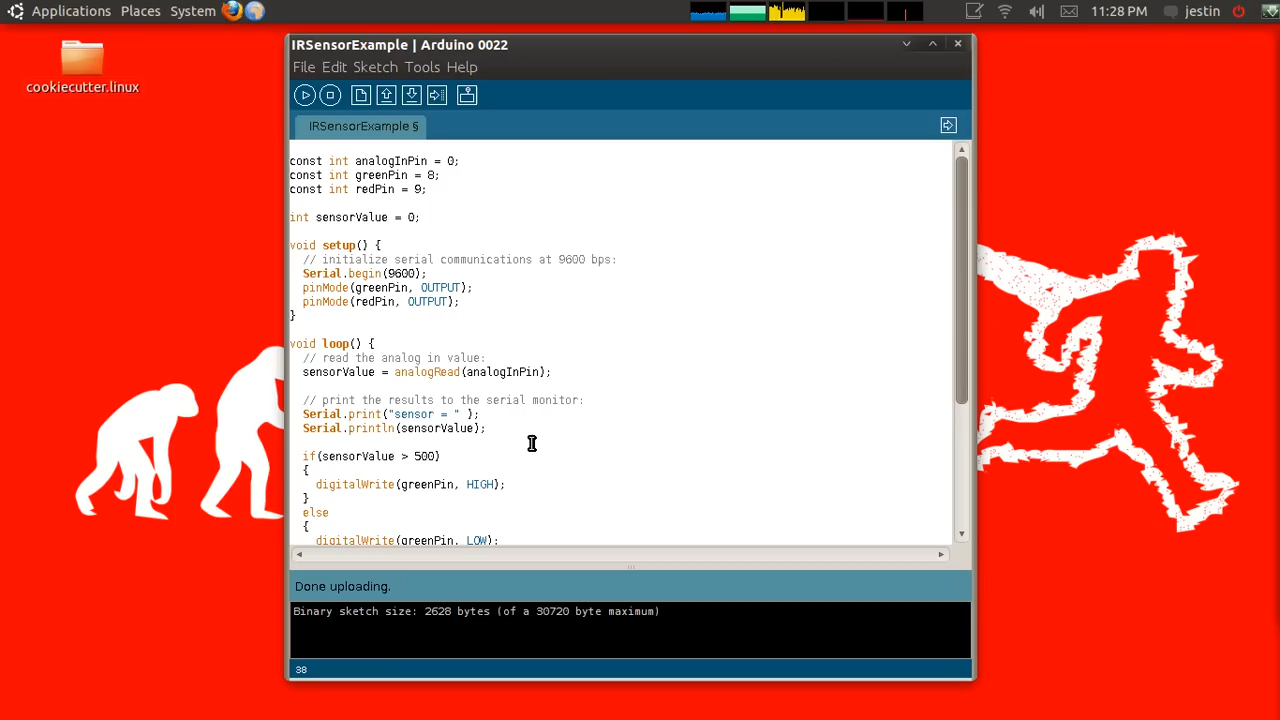 Applications Places System 11:28 PM jestin
cookiecutter.linux
IRSensorExample | Arduino 0022
File Edit Sketch Tools Help
IRSensorExample §
const int analogInPin = 0;
const int greenPin = 8;
const int redPin = 9;
int sensorValue = 0;
void setup() {
// initialize serial communications at 9600 bps:
Serial.begin(9600);
pinMode(greenPin, OUTPUT);
pinMode(redPin, OUTPUT);
}
void loop() {
// read the analog in value:
sensorValue = analogRead(analogInPin);
// print the results to the serial monitor:
Serial.print("sensor = " );
Serial.println(sensorValue);
if(sensorValue > 500)
{
digitalWrite(greenPin, HIGH);
}
else
{
digitalWrite(greenPin, LOW);
Done uploading.
Binary sketch size: 2628 bytes (of a 30720 byte maximum)
38